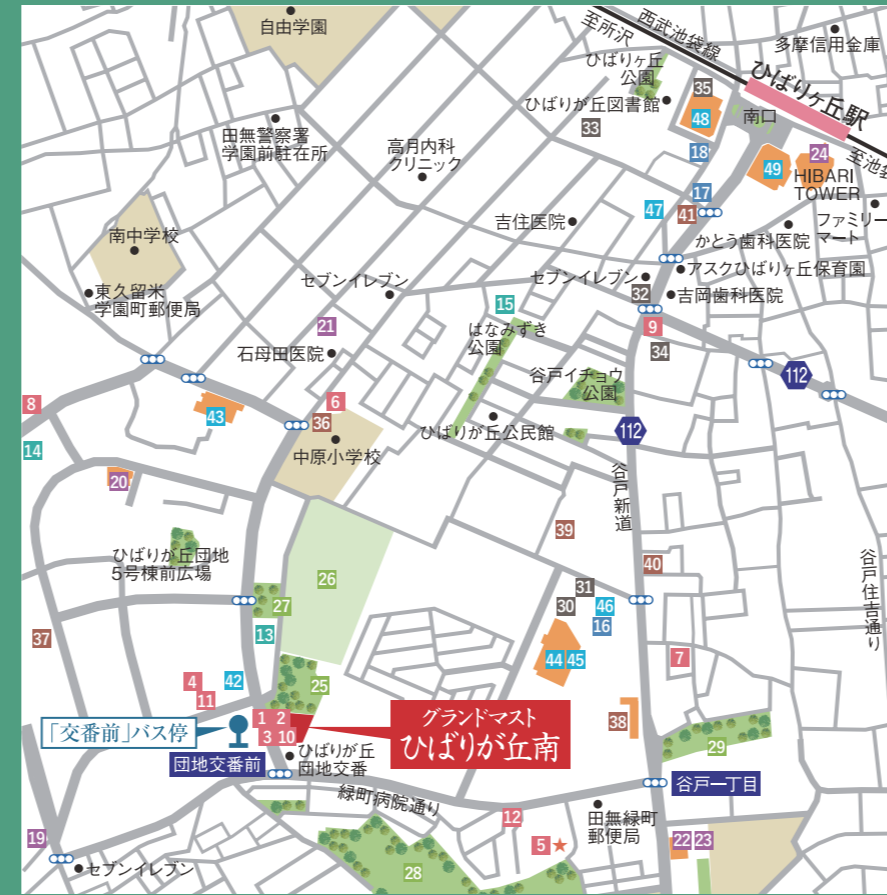 自由学園
至所沢
西武池袋線
多摩信用金庫
ひばりヶ丘
公園
ひばりヶ丘駅
35
ひばりが丘図書館
48
南口
33
田無警察署
学園前駐在所
高月内科
クリニック
18
49
24
至池袋
HIBARI
TOWER
17
47
41
ファミリー
マート
吉住医院
かとう歯科医院
南中学校
セブンイレブン
アスクひばりヶ丘保育園
東久留米
学園町郵便局
セブンイレブン
32
吉岡歯科医院
15
21
はなみずき
公園
9
石母田医院
34
谷戸イチョウ
公園
112
8
43
6
36
ひばりが丘公民館
112
14
中原小学校
20
谷戸新道
39
ひばりが丘団地
5号棟前広場
26
40
谷戸住吉通り
27
31
30
46
16
13
37
44
45
7
4
42
25
11
1
2
3
10
グランドマスト
ひばりが丘南
38
「交番前」バス停
29
団地交番前
ひばりが丘
団地交番
谷戸一丁目
緑町病院通り
12
田無緑町
郵便局
19
5
22
23
セブンイレブン
28